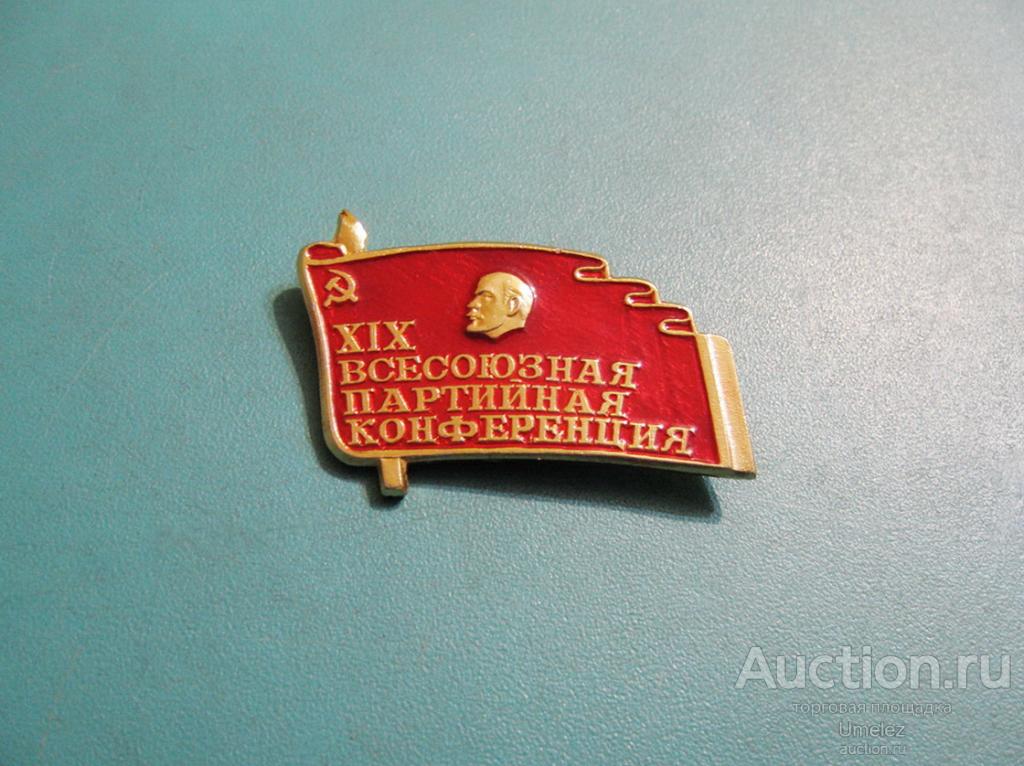 XIX
ВСЕСОЮЗНАЯ
ПАРТИЙНАЯ
КОНФЕРЕНЦИЯ
Auction.ru
торговая площадка
Umelez
auction.ru